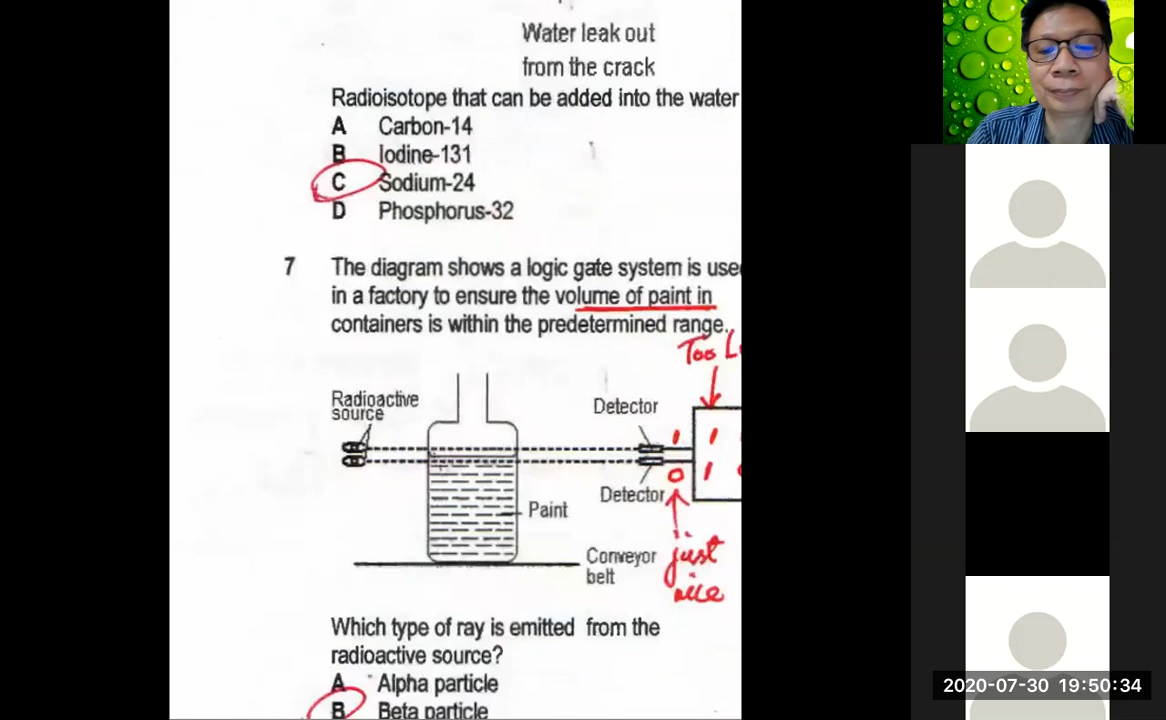 Water leak out
from the crack
Radioisotope that can be added into the water
A Carbon-14
B Iodine-131
C Sodium-24
D Phosphorus-32
7 The diagram shows a logic gate system is use
in a factory to ensure the volume of paint in
containers is within the predetermined range.
Too L
Radioactive
source
Detector
1 1
0 1
Detector
Paint
Conveyor
belt
just
nice
Which type of ray is emitted from the
radioactive source?
A Alpha particle
B Beta particle
2020-07-30 19:50:34